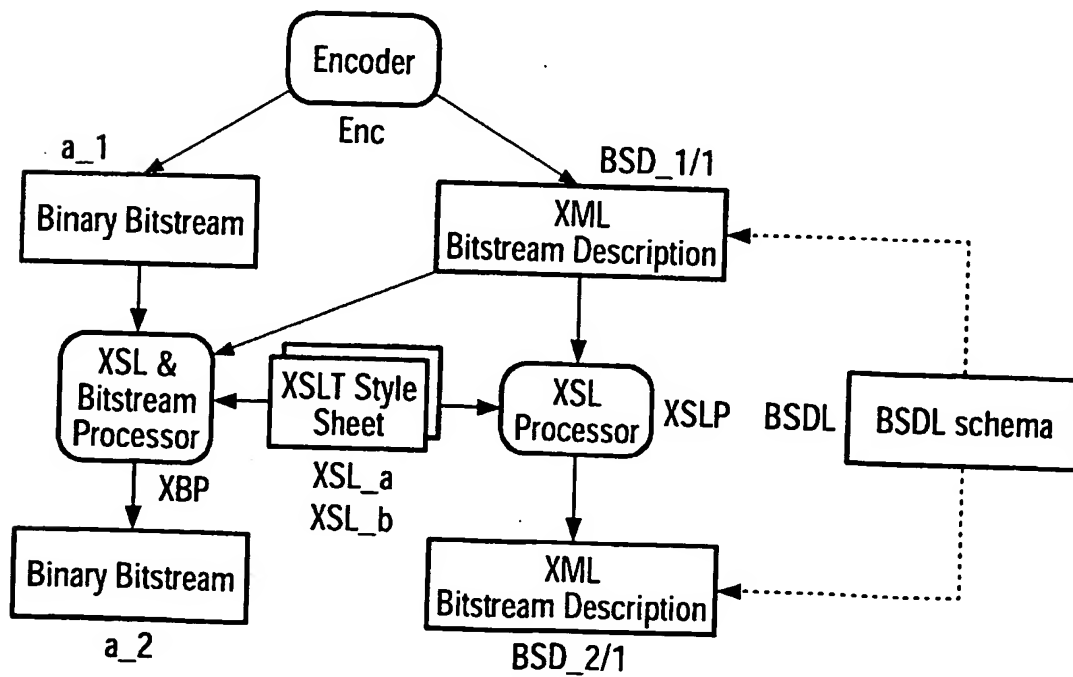 Encoder
Enc
a_1
Binary Bitstream
BSD_1/1
XML
Bitstream Description
XSL &
Bitstream
Processor
XBP
XSLT Style
Sheet
XSL_a
XSL_b
XSL
Processor
XSLP
BSDL
BSDL schema
Binary Bitstream
a_2
XML
Bitstream Description
BSD_2/1